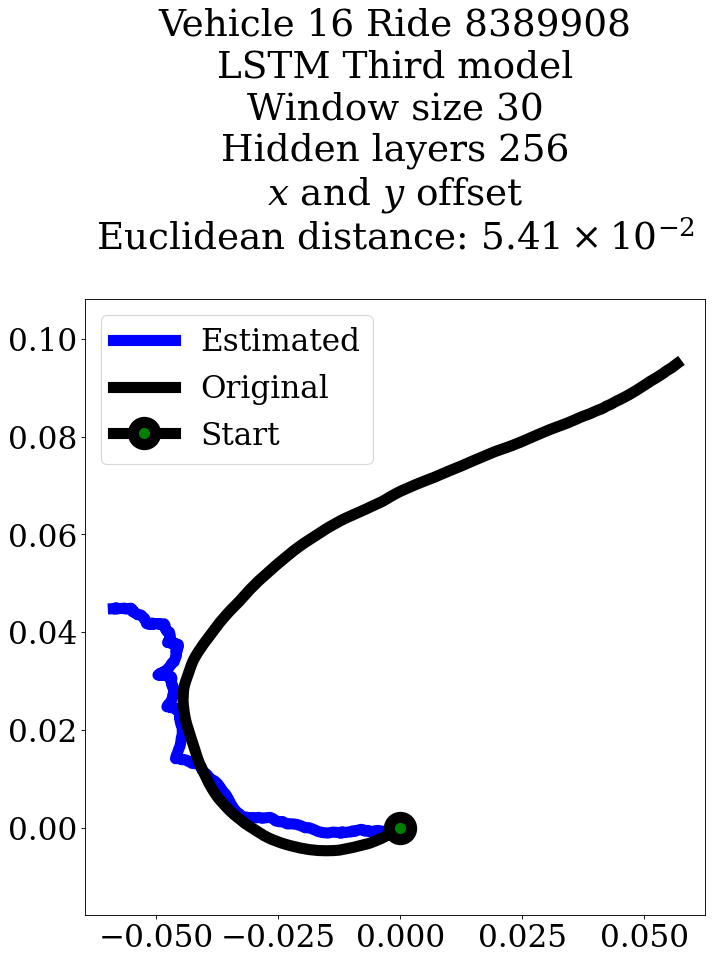 Vehicle 16 Ride 8389908
LSTM Third model
Window size 30
Hidden layers 256
x and y offset
Euclidean distance: 5.41 × 10⁻²
Estimated
Original
Start
0.10
0.08
0.06
0.04
0.02
0.00
−0.050 −0.025 0.000 0.025 0.050